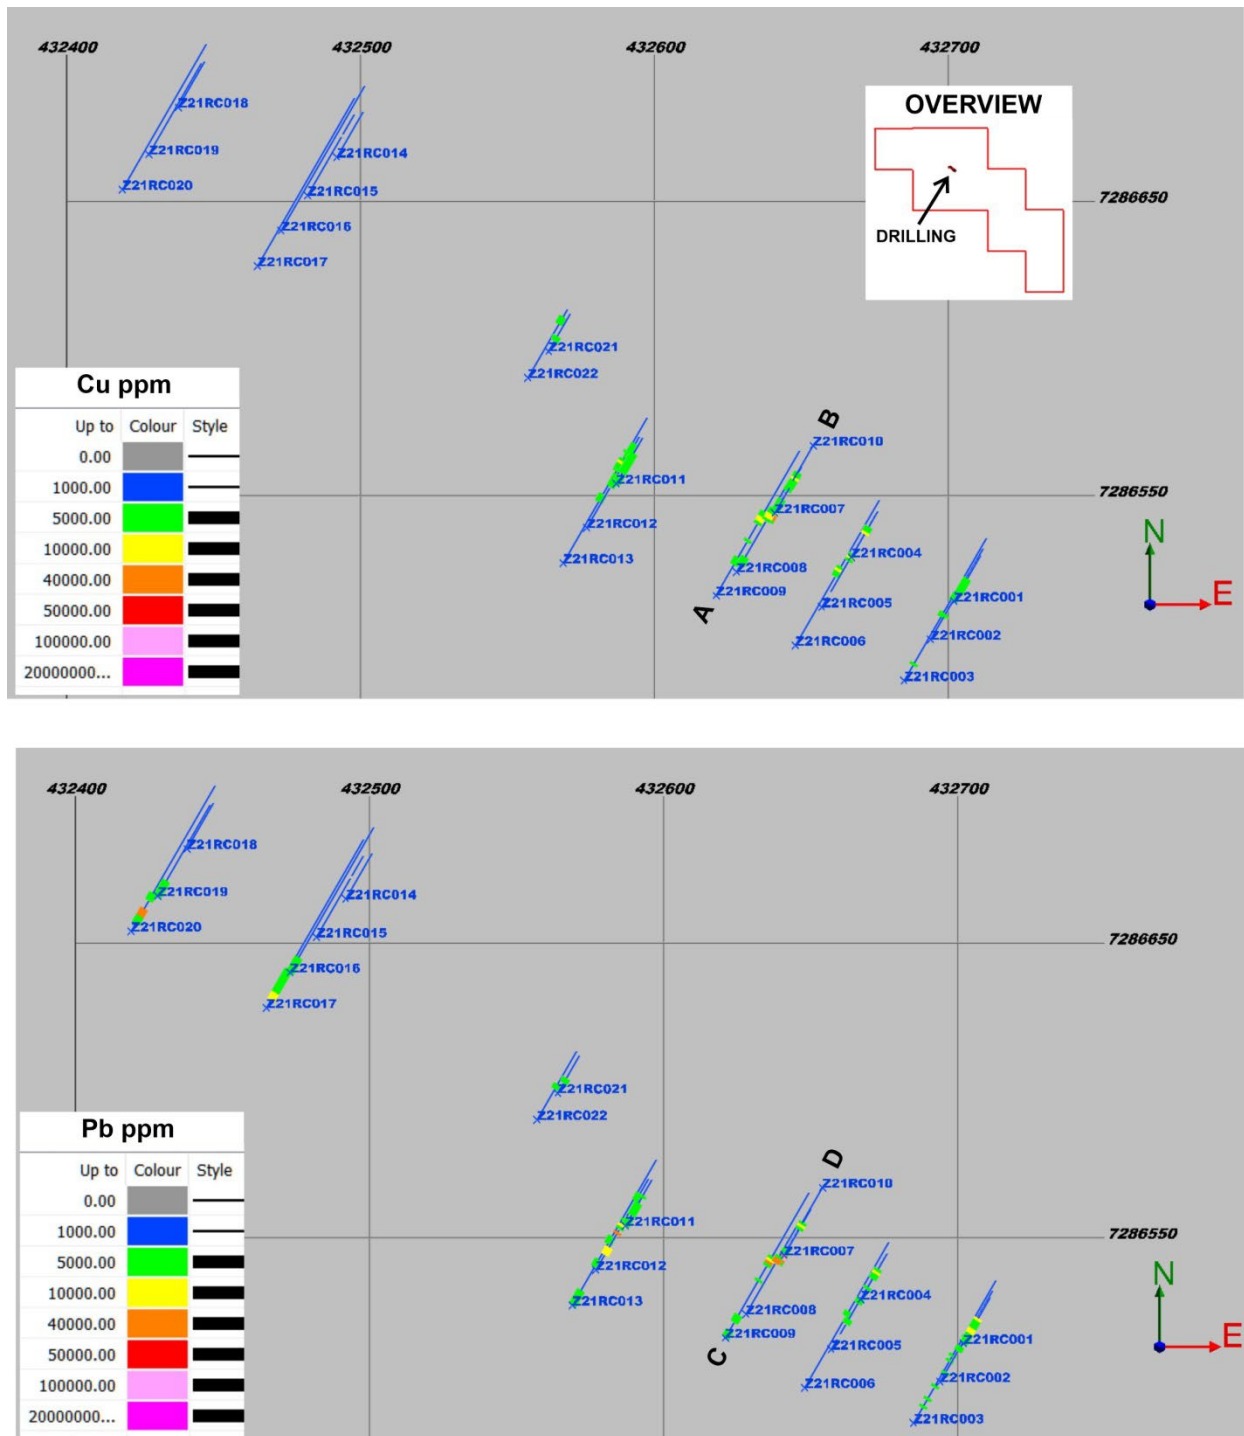 432400 432500 432600 432700
OVERVIEW
DRILLING
Z21RC018
Z21RC014
Z21RC019
Z21RC020
Z21RC015
7286650
Z21RC016
Z21RC017
Z21RC021
Z21RC022
Cu ppm
Up to Colour Style
0.00
1000.00
5000.00
10000.00
40000.00
50000.00
100000.00
20000000...
B
Z21RC010
Z21RC011
7286550
Z21RC007
Z21RC012
Z21RC004
Z21RC013
Z21RC008
Z21RC009
A
Z21RC005
Z21RC001
Z21RC006
Z21RC002
Z21RC003
N
E
432400 432500 432600 432700
Z21RC018
Z21RC014
Z21RC019
Z21RC020
Z21RC015
7286650
Z21RC016
Z21RC017
Z21RC021
Z21RC022
Pb ppm
Up to Colour Style
0.00
1000.00
5000.00
10000.00
40000.00
50000.00
100000.00
20000000...
D
Z21RC010
Z21RC011
7286550
Z21RC007
Z21RC012
Z21RC004
Z21RC013
Z21RC008
Z21RC009
C
Z21RC005
Z21RC001
Z21RC006
Z21RC002
Z21RC003
N
E